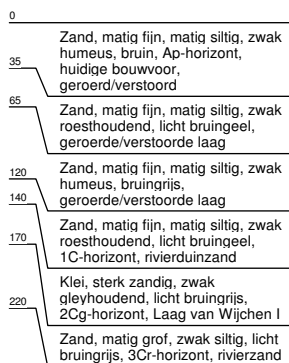 0
Zand, matig fijn, matig siltig, zwak
humeus, bruin, Ap-horizont,
huidige bouwvoor,
geroerd/verstoord
35
Zand, matig fijn, matig siltig, zwak
roesthoudend, licht bruingeel,
geroerde/verstoorde laag
65
Zand, matig fijn, matig siltig, zwak
humeus, bruingrijs,
geroerde/verstoorde laag
120
Zand, matig fijn, matig siltig, zwak
roesthoudend, licht bruingeel,
1C-horizont, rivierduinzand
140
Klei, sterk zandig, zwak
gleyhoudend, licht bruingrijs,
2Cg-horizont, Laag van Wijchen I
170
Zand, matig grof, zwak siltig, licht
bruingrijs, 3Cr-horizont, rivierzand
220